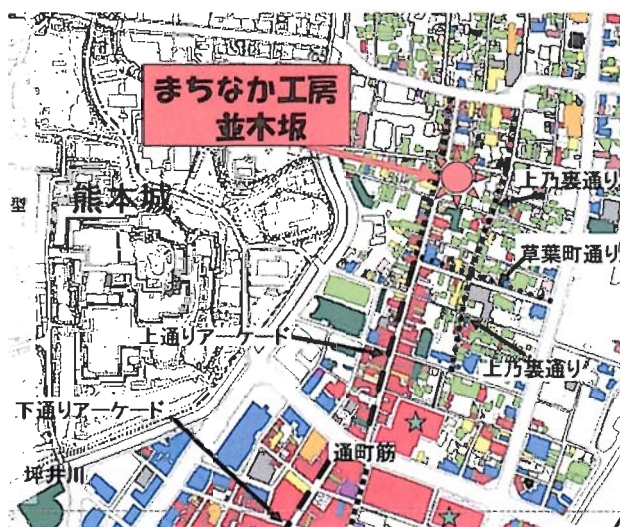 まちなか工房
並木坂
上乃裏通り
型
熊本城
草葉町通り
上通りアーケード
上乃裏通り
下通りアーケード
通町筋
坪井川